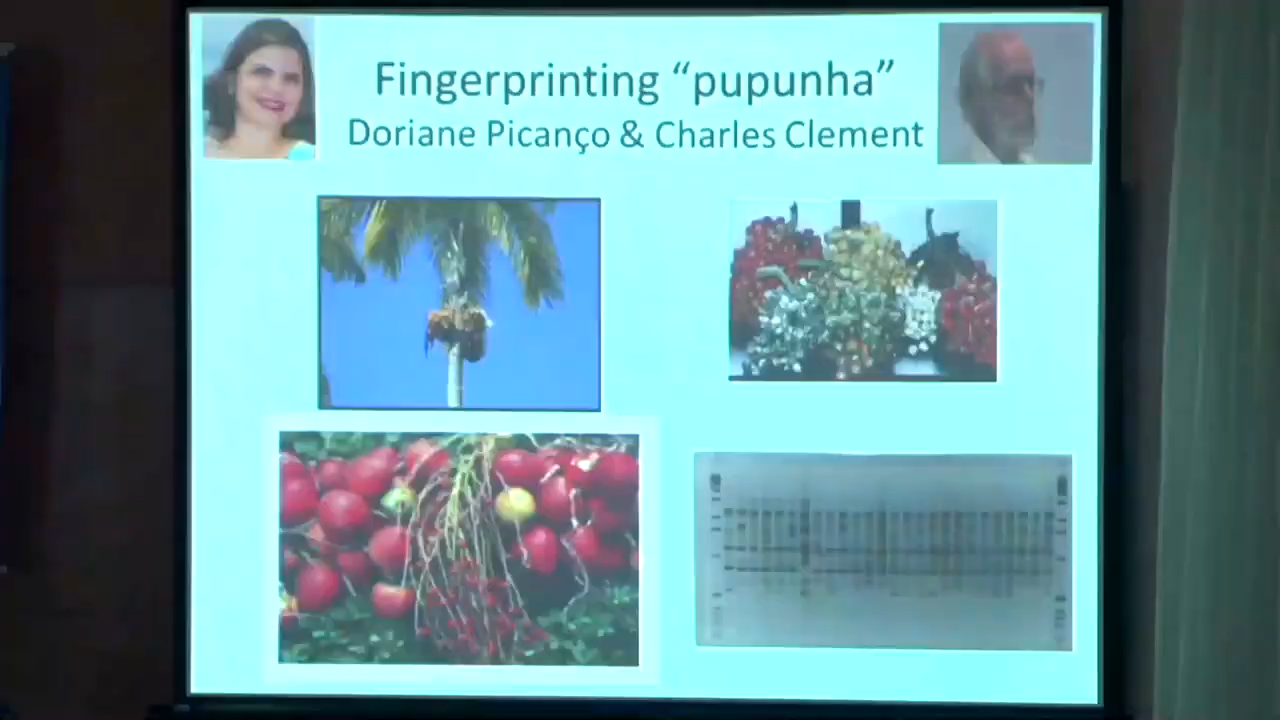 Fingerprinting “pupunha”
Doriane Picanço & Charles Clement